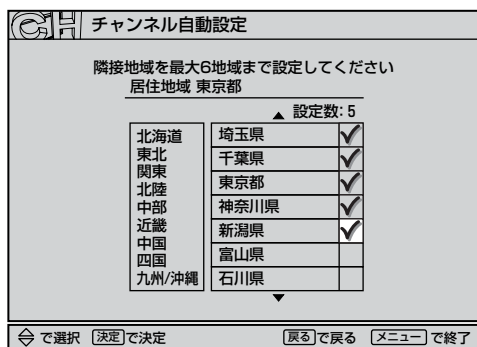 CH チャンネル自動設定
隣接地域を最大6地域まで設定してください
居住地域 東京都
設定数: 5
北海道
東北
関東
北陸
中部
近畿
中国
四国
九州/沖縄
埼玉県
千葉県
東京都
神奈川県
新潟県
富山県
石川県
で選択 決定で決定 戻るで戻る メニューで終了